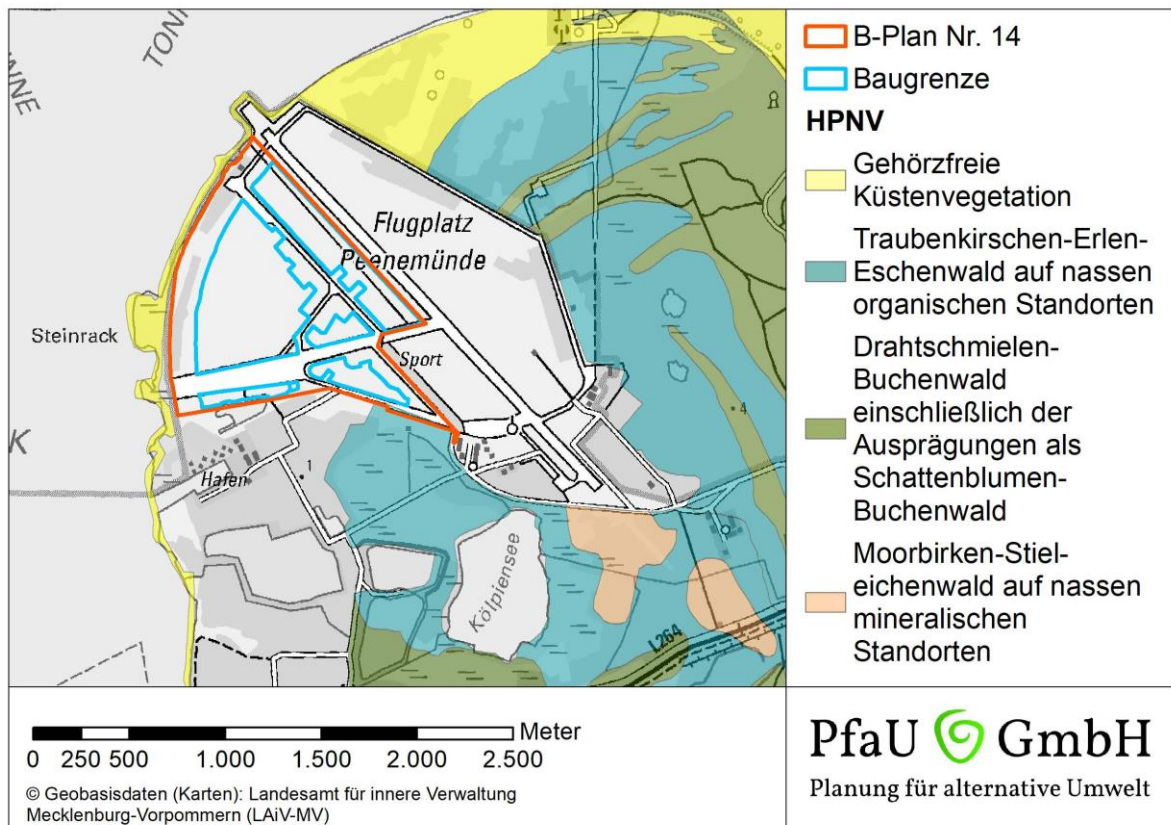 TONN
INNE
K
Flugplatz
Peenemünde
Steinrack
Sport
Hafen
1
4
Kölpiensee
L264
B-Plan Nr. 14
Baugrenze
HPNV
Gehörzfreie
Küstenvegetation
Traubenkirschen-Erlen-
Eschenwald auf nassen
organischen Standorten
Drahtschmielen-
Buchenwald
einschließlich der
Ausprägungen als
Schattenblumen-
Buchenwald
Moorbirken-Stiel-
eichenwald auf nassen
mineralischen
Standorten
Meter
0 250 500 1.000 1.500 2.000 2.500
© Geobasisdaten (Karten): Landesamt für innere Verwaltung
Mecklenburg-Vorpommern (LAiV-MV)
PfaU GmbH
Planung für alternative Umwelt